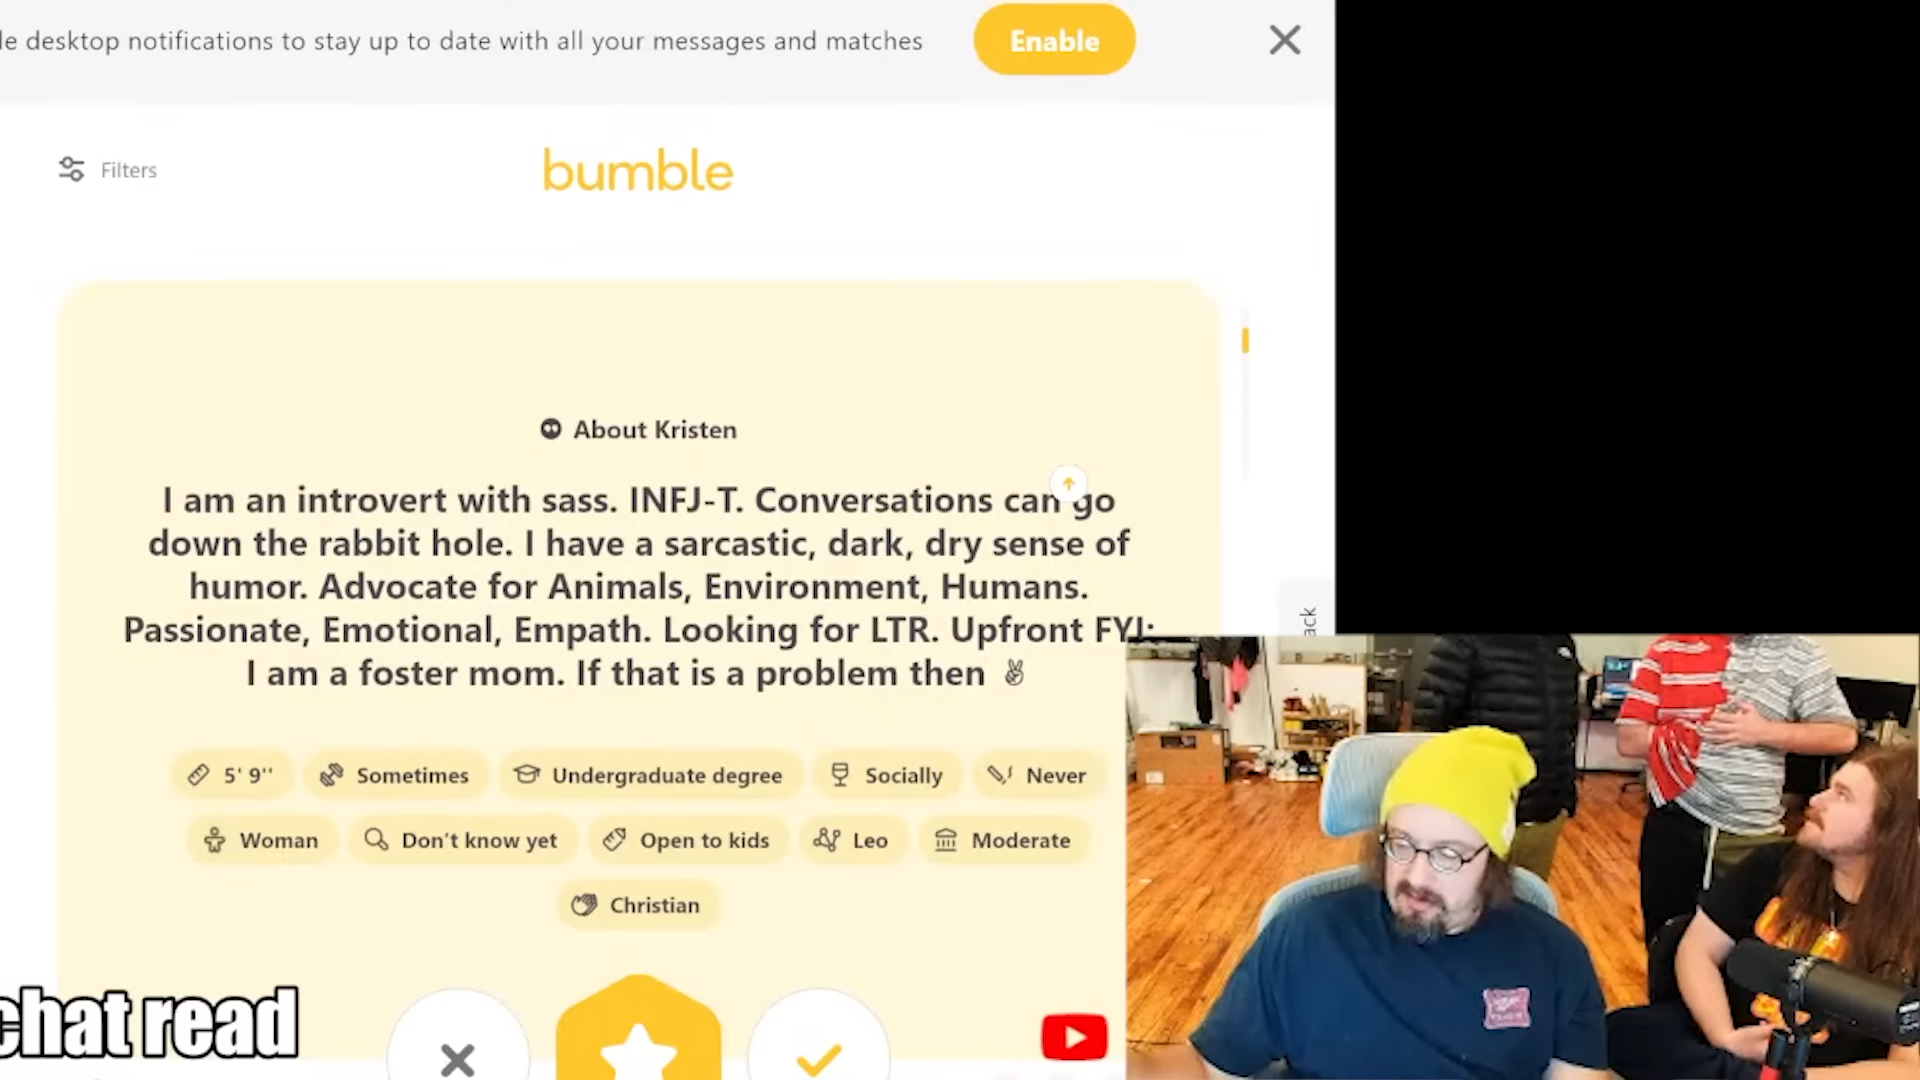 le desktop notifications to stay up to date with all your messages and matches
Enable
Filters
bumble
About Kristen
I am an introvert with sass. INFJ-T. Conversations can go
down the rabbit hole. I have a sarcastic, dark, dry sense of
humor. Advocate for Animals, Environment, Humans.
Passionate, Emotional, Empath. Looking for LTR. Upfront FYI:
I am a foster mom. If that is a problem then ✌
ack
5' 9''
Sometimes
Undergraduate degree
Socially
Never
Woman
Don't know yet
Open to kids
Leo
Moderate
Christian
chat read